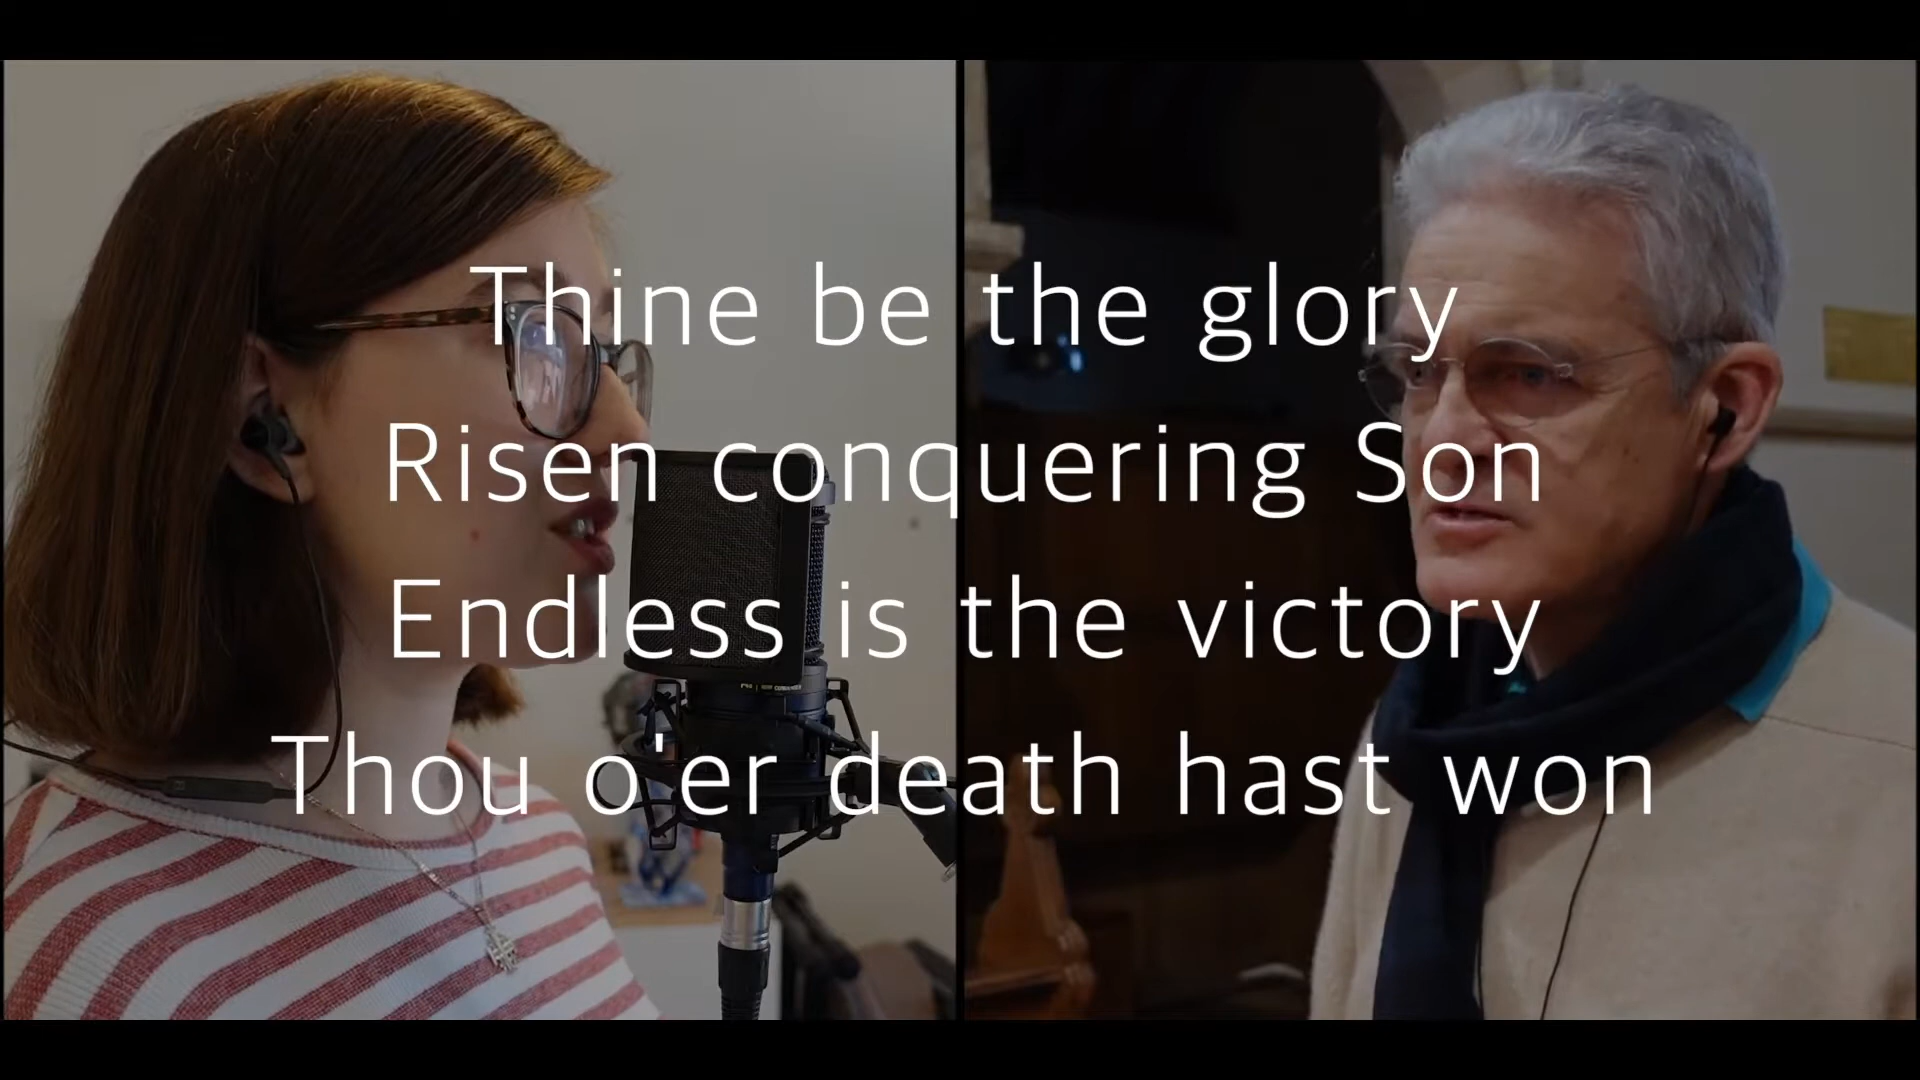 Thine be the glory
Risen conquering Son
Endless is the victory
Thou o'er death hast won